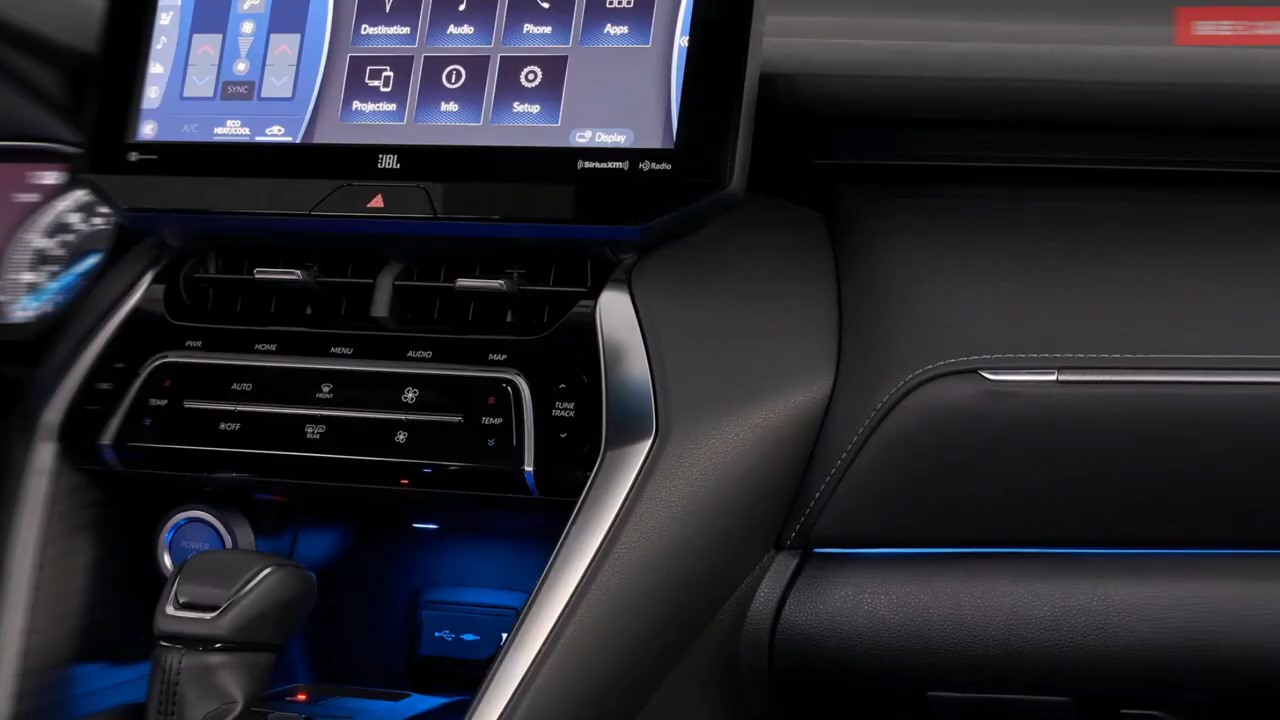 Destination
Audio
Phone
Apps
SYNC
Projection
Info
Setup
A/C
ECO
HEAT/COOL
Display
JBL
SiriusXM
HD Radio
PWR
HOME
MENU
AUDIO
MAP
AUTO
FRONT
TEMP
TEMP
TUNE
TRACK
OFF
REAR
POWER